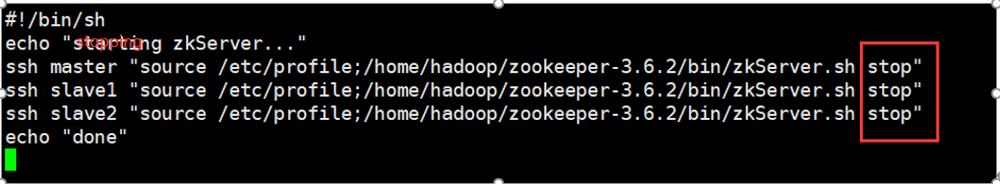 #!/bin/sh
echo "starting zkServer..."
stopping
ssh master "source /etc/profile;/home/hadoop/zookeeper-3.6.2/bin/zkServer.sh stop"
ssh slave1 "source /etc/profile;/home/hadoop/zookeeper-3.6.2/bin/zkServer.sh stop"
ssh slave2 "source /etc/profile;/home/hadoop/zookeeper-3.6.2/bin/zkServer.sh stop"
echo "done"